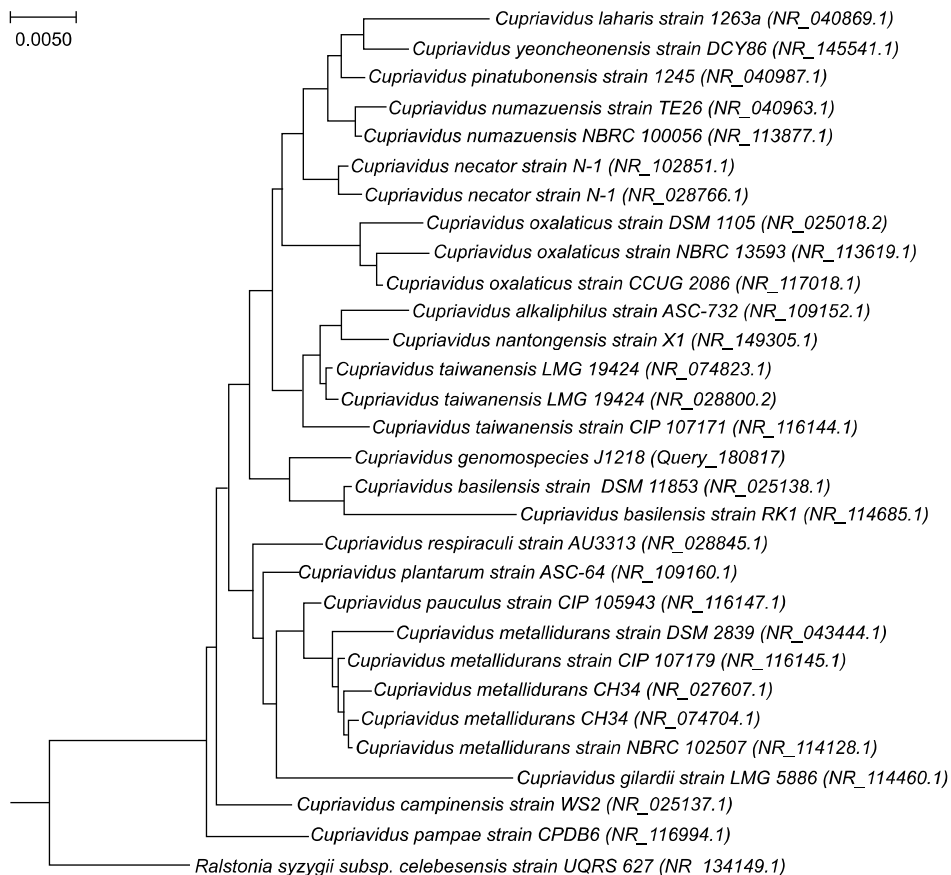 Cupriavidus laharis strain 1263a (NR_040869.1)
0.0050
Cupriavidus yeoncheonensis strain DCY86 (NR_145541.1)
Cupriavidus pinatubonensis strain 1245 (NR_040987.1)
Cupriavidus numazuensis strain TE26 (NR_040963.1)
Cupriavidus numazuensis NBRC 100056 (NR_113877.1)
Cupriavidus necator strain N-1 (NR_102851.1)
Cupriavidus necator strain N-1 (NR_028766.1)
Cupriavidus oxalaticus strain DSM 1105 (NR_025018.2)
Cupriavidus oxalaticus strain NBRC 13593 (NR_113619.1)
Cupriavidus oxalaticus strain CCUG 2086 (NR_117018.1)
Cupriavidus alkaliphilus strain ASC-732 (NR_109152.1)
Cupriavidus nantongensis strain X1 (NR_149305.1)
Cupriavidus taiwanensis LMG 19424 (NR_074823.1)
Cupriavidus taiwanensis LMG 19424 (NR_028800.2)
Cupriavidus taiwanensis strain CIP 107171 (NR_116144.1)
Cupriavidus genomospecies J1218 (Query_180817)
Cupriavidus basilensis strain  DSM 11853 (NR_025138.1)
Cupriavidus basilensis strain RK1 (NR_114685.1)
Cupriavidus respiraculi strain AU3313 (NR_028845.1)
Cupriavidus plantarum strain ASC-64 (NR_109160.1)
Cupriavidus pauculus strain CIP 105943 (NR_116147.1)
Cupriavidus metallidurans strain DSM 2839 (NR_043444.1)
Cupriavidus metallidurans strain CIP 107179 (NR_116145.1)
Cupriavidus metallidurans CH34 (NR_027607.1)
Cupriavidus metallidurans CH34 (NR_074704.1)
Cupriavidus metallidurans strain NBRC 102507 (NR_114128.1)
Cupriavidus gilardii strain LMG 5886 (NR_114460.1)
Cupriavidus campinensis strain WS2 (NR_025137.1)
Cupriavidus pampae strain CPDB6 (NR_116994.1)
Ralstonia syzygii subsp. celebesensis strain UQRS 627 (NR_134149.1)